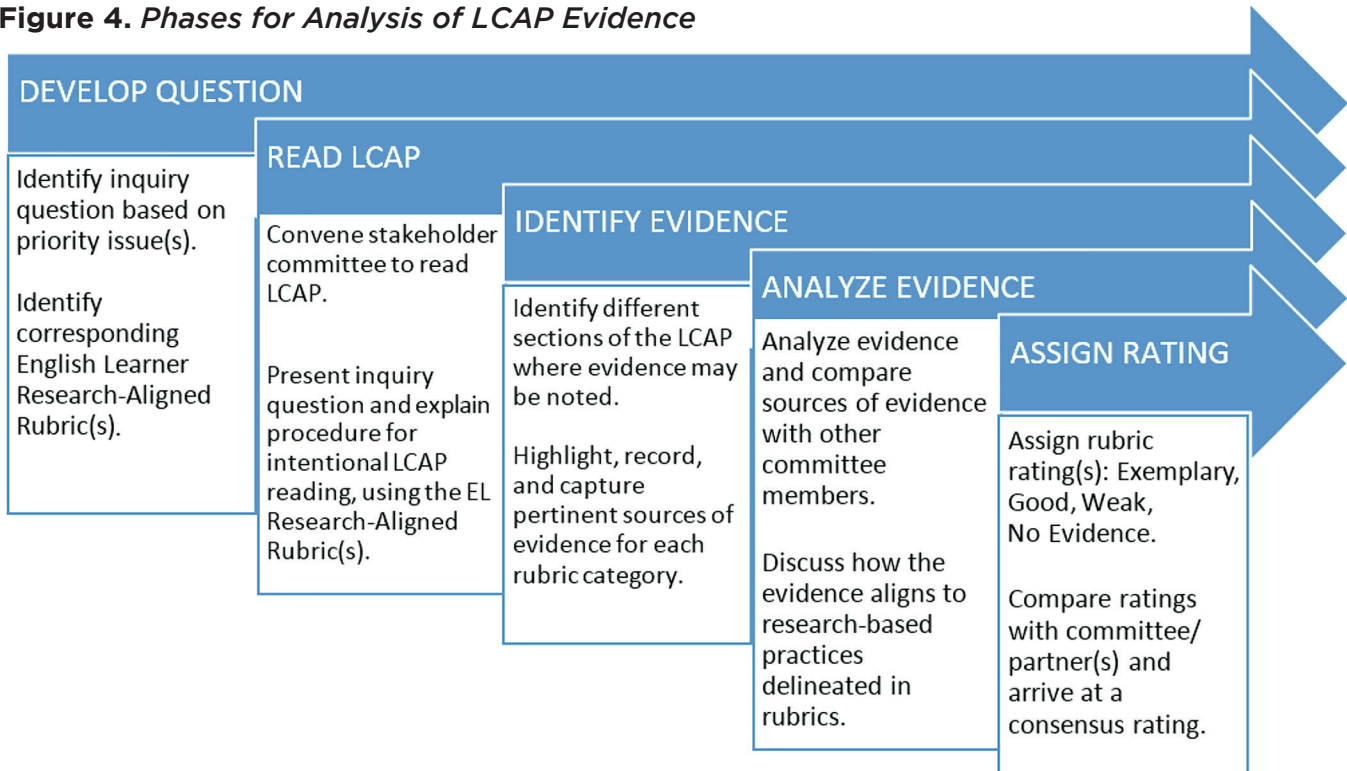 Figure 4. Phases for Analysis of LCAP Evidence
DEVELOP QUESTION
Identify inquiry
question based on
priority issue(s).
Identify
corresponding
English Learner
Research-Aligned
Rubric(s).
READ LCAP
Convene stakeholder
committee to read
LCAP.
Present inquiry
question and explain
procedure for
intentional LCAP
reading, using the EL
Research-Aligned
Rubric(s).
IDENTIFY EVIDENCE
Identify different
sections of the LCAP
where evidence may
be noted.
Highlight, record,
and capture
pertinent sources of
evidence for each
rubric category.
ANALYZE EVIDENCE
Analyze evidence
and compare
sources of evidence
with other
committee
members.
Discuss how the
evidence aligns to
research-based
practices
delineated in
rubrics.
ASSIGN RATING
Assign rubric
rating(s): Exemplary,
Good, Weak,
No Evidence.
Compare ratings
with committee/
partner(s) and
arrive at a
consensus rating.